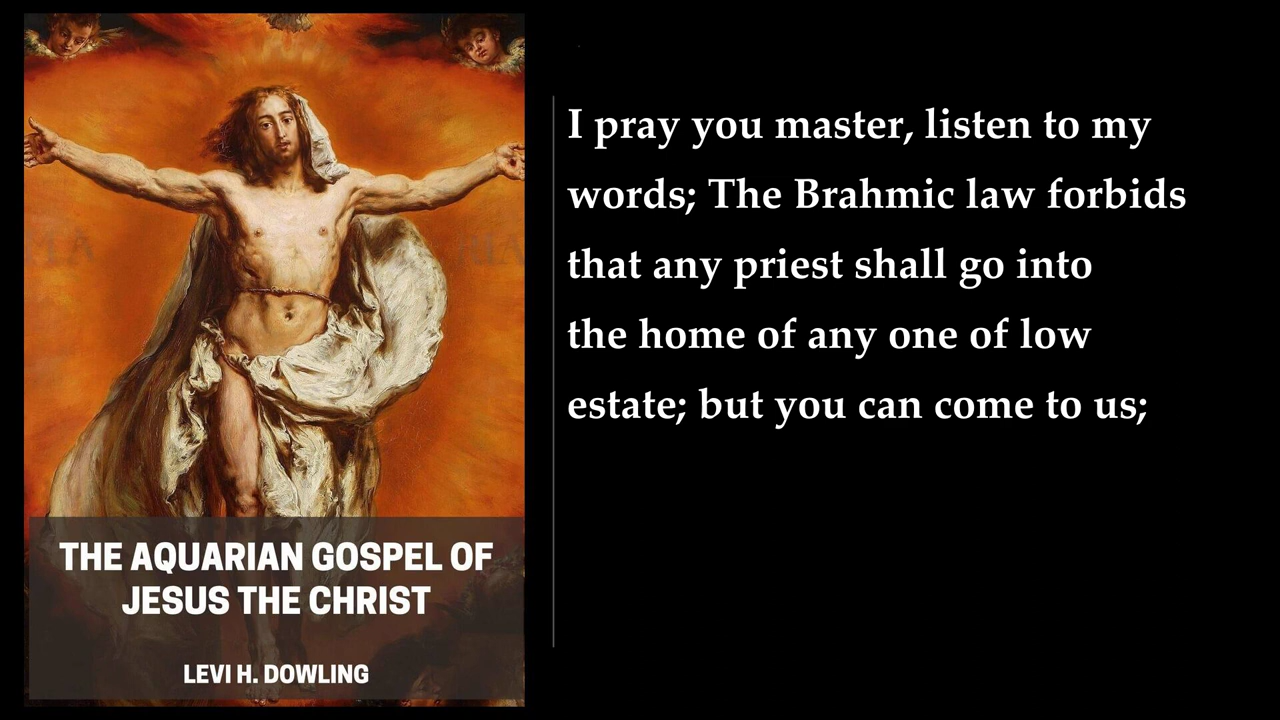 THE AQUARIAN GOSPEL OF
JESUS THE CHRIST
LEVI H. DOWLING
I pray you master, listen to my
words; The Brahmic law forbids
that any priest shall go into
the home of any one of low
estate; but you can come to us;